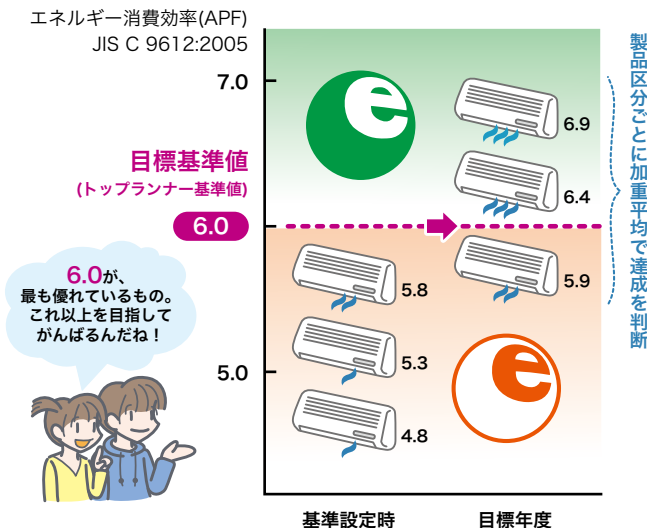 エネルギー消費効率(APF)
JIS C 9612:2005
7.0
目標基準値
(トップランナー基準値)
6.0
5.0
6.0が、
最も優れているもの。
これ以上を目指して
がんばるんだね！
e
6.9
6.4
5.8
5.9
5.3
4.8
e
製品区分ごとに加重平均で達成を判断
基準設定時
目標年度